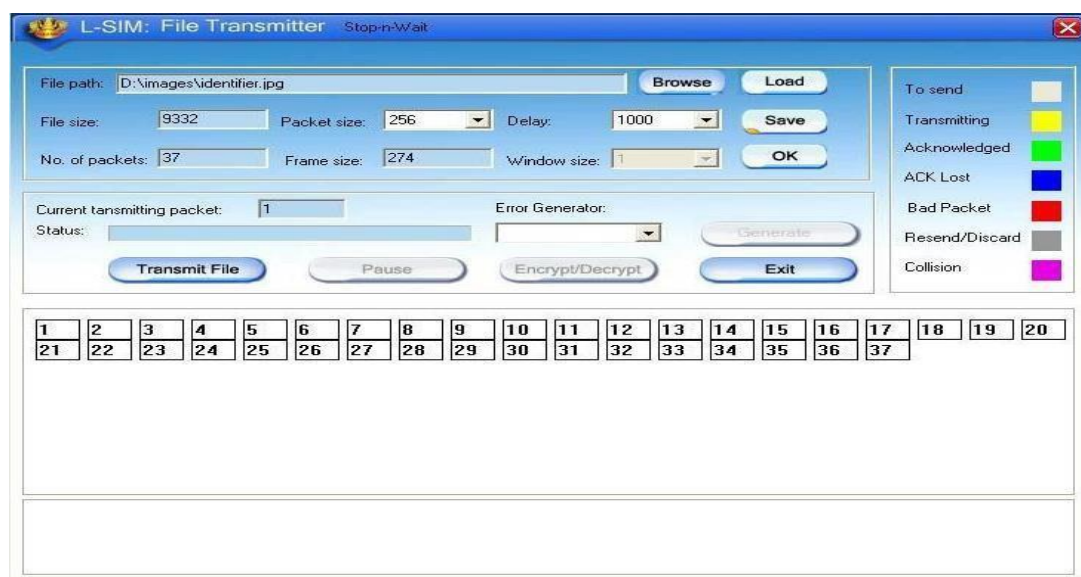 L-SIM: File Transmitter Stop-n-Wait
File path: D:\images\identifier.jpg Browse Load
File size: 9332 Packet size: 256 Delay: 1000 Save
No. of packets: 37 Frame size: 274 Window size: 1 OK
Current tansmitting packet: 1 Error Generator:
Status: Generate
Transmit File Pause Encrypt/Decrypt Exit
To send
Transmitting
Acknowledged
ACK Lost
Bad Packet
Resend/Discard
Collision
1 2 3 4 5 6 7 8 9 10 11 12 13 14 15 16 17 18 19 20
21 22 23 24 25 26 27 28 29 30 31 32 33 34 35 36 37